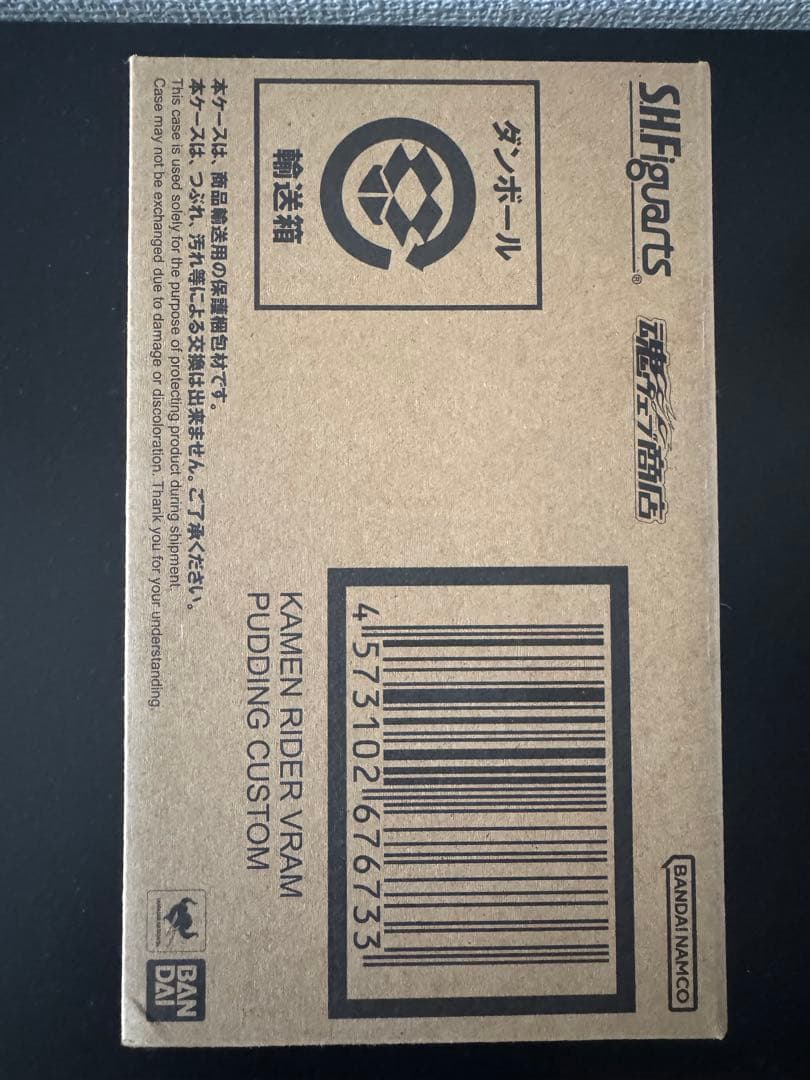 S.H.Figuarts®
魂ウェブ商店
BANDAI NAMCO
ダンボール
輸送箱
4 573102 676733
KAMEN RIDER VRAM
PUDDING CUSTOM
本ケースは、商品輸送用の保護梱包材です。
本ケースは、つぶれ、汚れ等による交換は出来ません。ご了承ください。
This case is used solely for the purpose of protecting product during shipment.
Case may not be exchanged due to damage or discoloration. Thank you for your understanding.
BAN
DAI